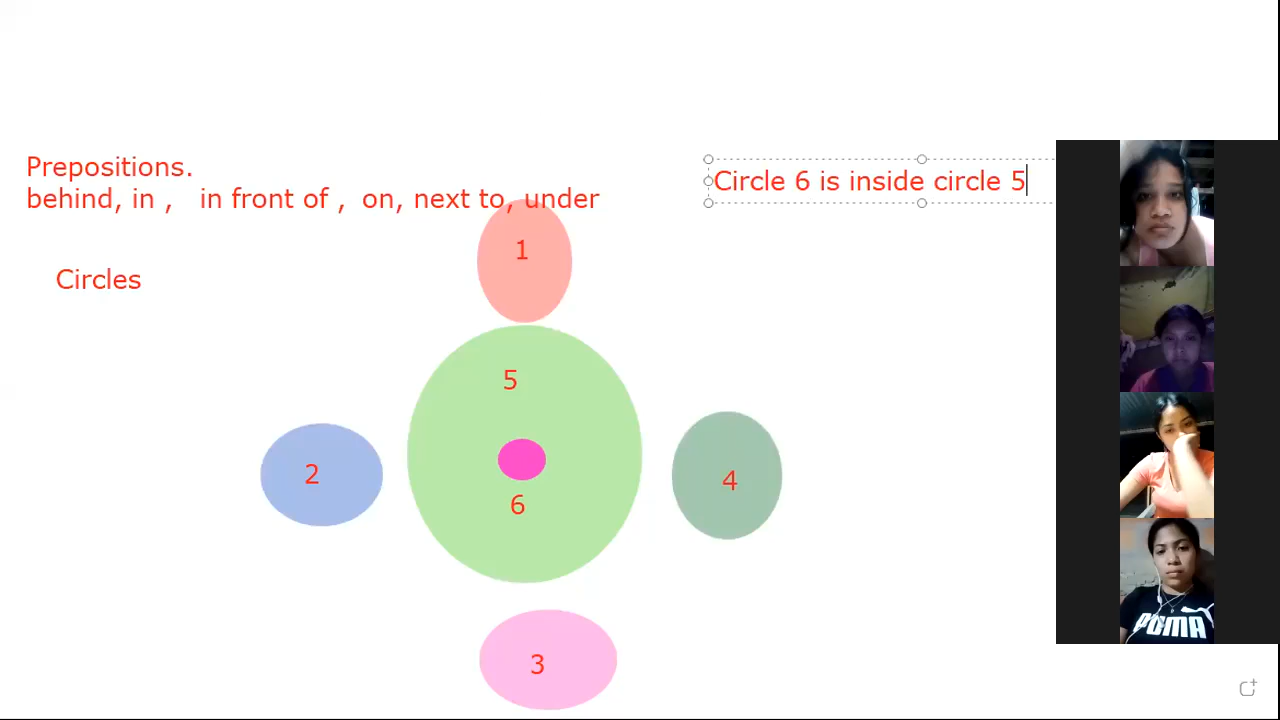 Prepositions.
behind, in ,   in front of ,  on, next to, under
Circle 6 is inside circle 5
Circles
1
5
2
4
6
3
PGMA